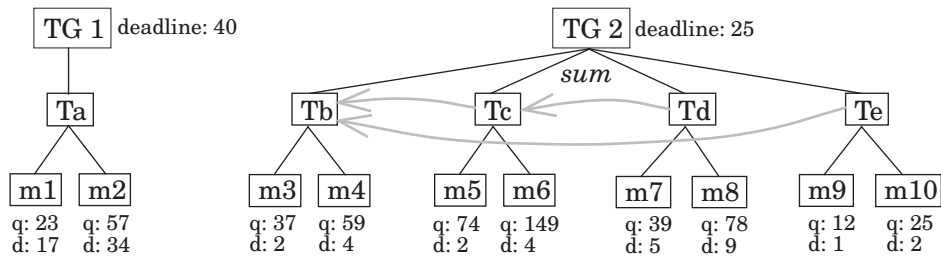 TG 1 deadline: 40
TG 2 deadline: 25
sum
Ta
Tb
Tc
Td
Te
m1
m2
m3
m4
m5
m6
m7
m8
m9
m10
q: 23
d: 17
q: 57
d: 34
q: 37
d: 2
q: 59
d: 4
q: 74
d: 2
q: 149
d: 4
q: 39
d: 5
q: 78
d: 9
q: 12
d: 1
q: 25
d: 2